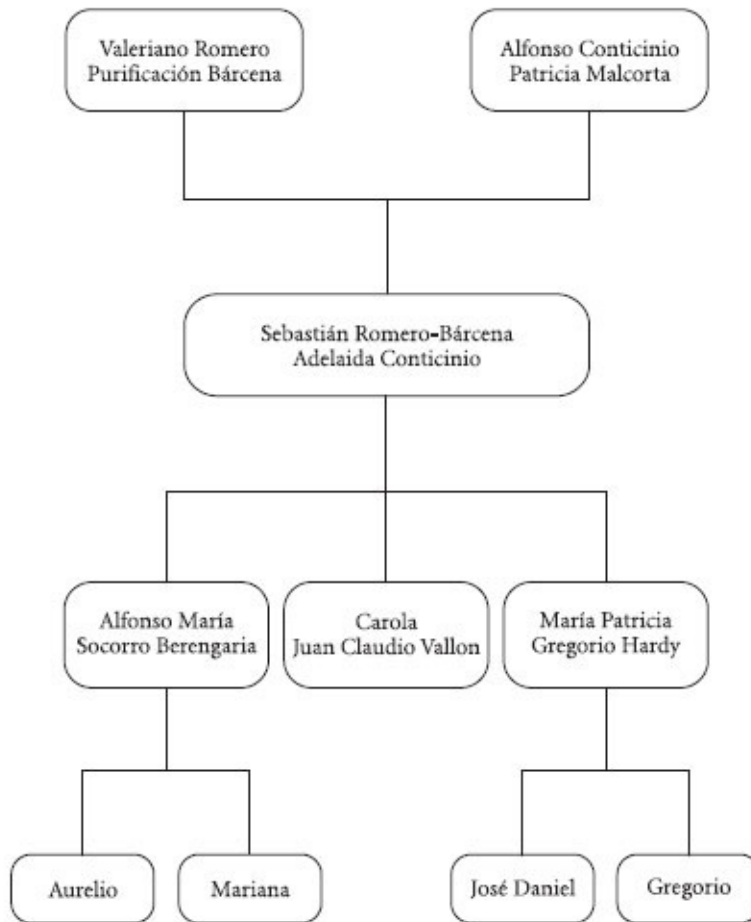 Valeriano Romero
Purificación Bárcena
Alfonso Conticinio
Patricia Malcorta
Sebastián Romero-Bárcena
Adelaida Conticinio
Alfonso María
Socorro Berengaria
Carola
Juan Claudio Vallon
María Patricia
Gregorio Hardy
Aurelio
Mariana
José Daniel
Gregorio